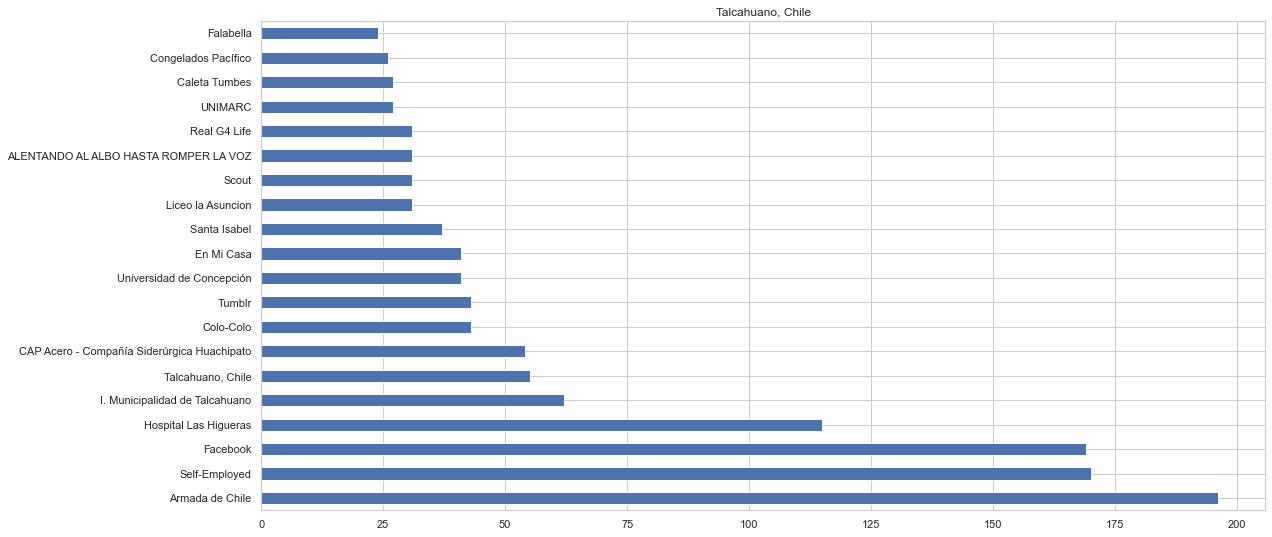 Talcahuano, Chile
Falabella
Congelados Pacífico
Caleta Tumbes
UNIMARC
Real G4 Life
ALENTANDO AL ALBO HASTA ROMPER LA VOZ
Scout
Liceo la Asuncion
Santa Isabel
En Mi Casa
Universidad de Concepción
Tumblr
Colo-Colo
CAP Acero - Compañía Siderúrgica Huachipato
Talcahuano, Chile
I. Municipalidad de Talcahuano
Hospital Las Higueras
Facebook
Self-Employed
Armada de Chile
0 25 50 75 100 125 150 175 200